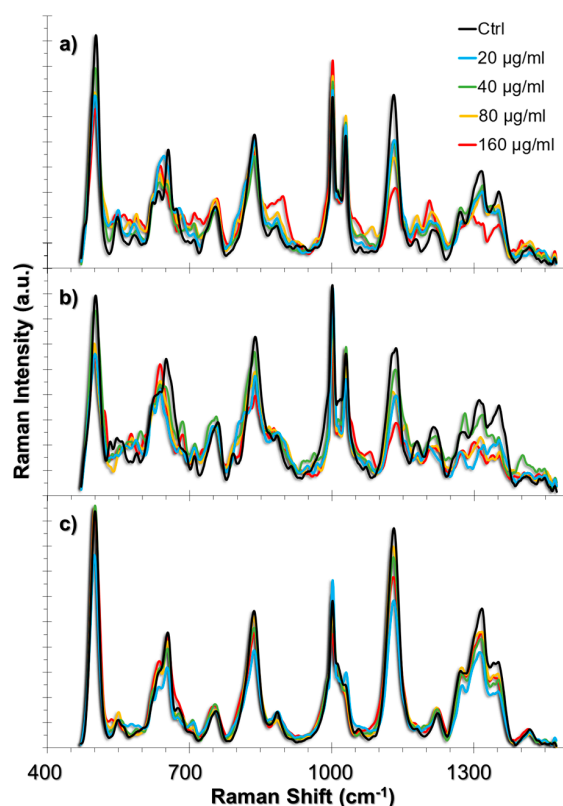 a)
Ctrl
20 µg/ml
40 µg/ml
80 µg/ml
160 µg/ml
b)
Raman Intensity (a.u.)
c)
400 700 1000 1300
Raman Shift (cm⁻¹)